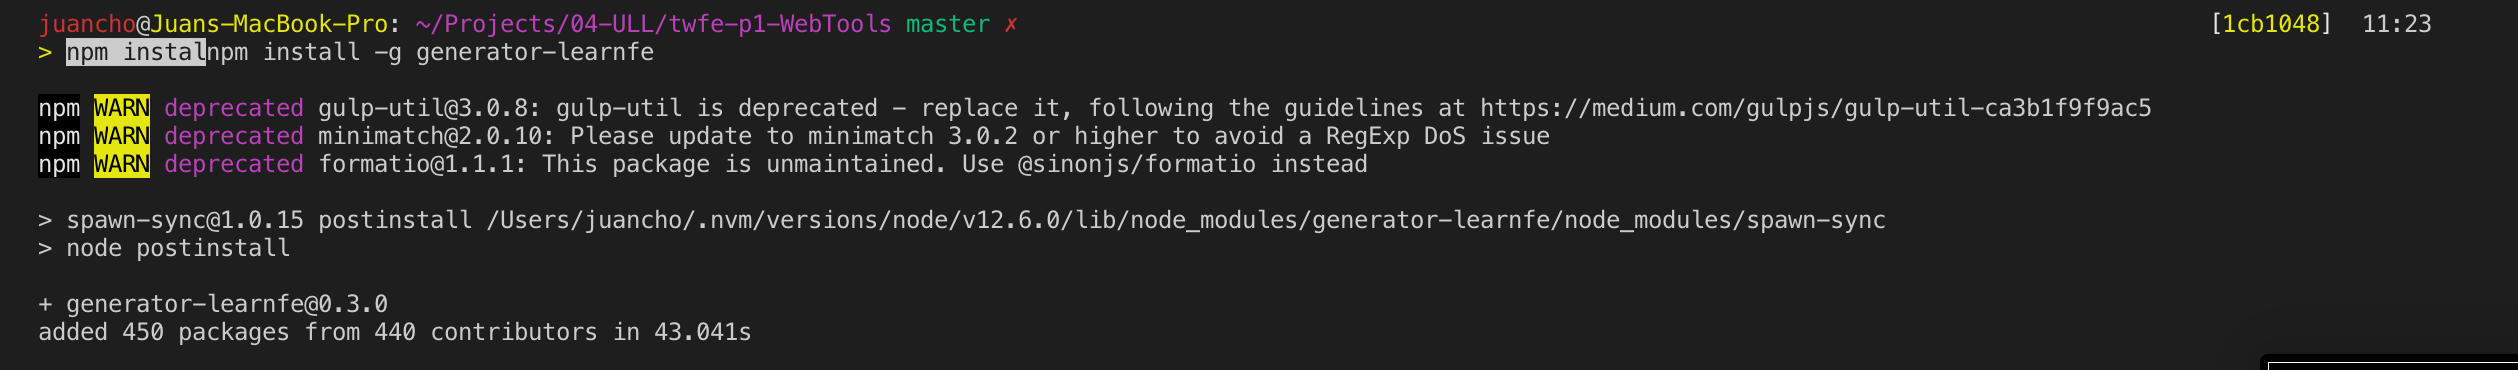 juancho@Juans-MacBook-Pro: ~/Projects/04-ULL/twfe-p1-WebTools master ✗ [1cb1048] 11:23
> npm instalnpm install -g generator-learnfe
npm WARN deprecated gulp-util@3.0.8: gulp-util is deprecated - replace it, following the guidelines at https://medium.com/gulpjs/gulp-util-ca3b1f9f9ac5
npm WARN deprecated minimatch@2.0.10: Please update to minimatch 3.0.2 or higher to avoid a RegExp DoS issue
npm WARN deprecated formatio@1.1.1: This package is unmaintained. Use @sinonjs/formatio instead
> spawn-sync@1.0.15 postinstall /Users/juancho/.nvm/versions/node/v12.6.0/lib/node_modules/generator-learnfe/node_modules/spawn-sync
> node postinstall
+ generator-learnfe@0.3.0
added 450 packages from 440 contributors in 43.041s